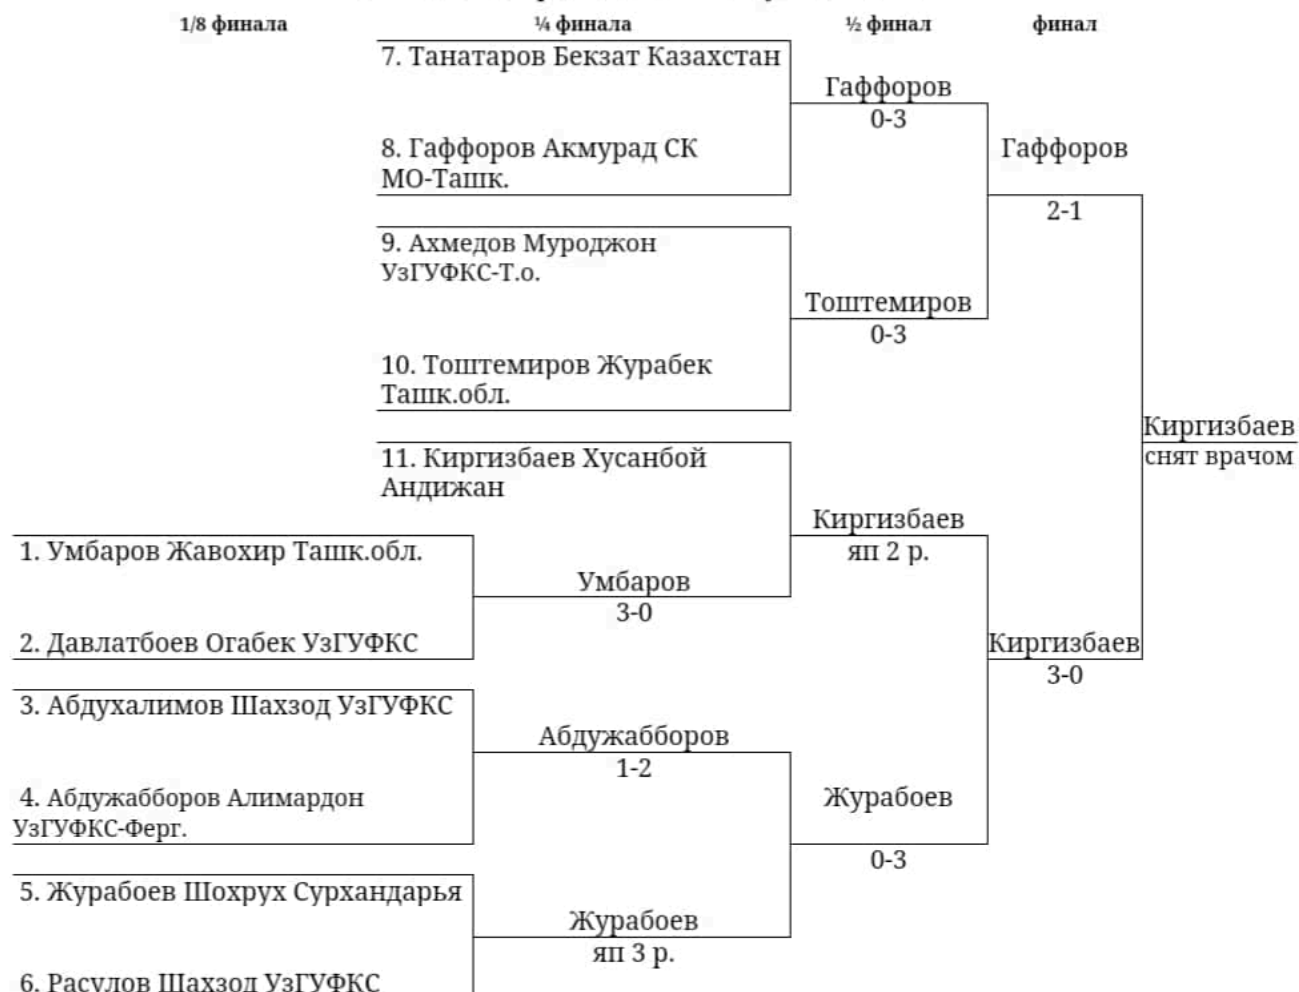 1/8 финала
¼ финала
½ финал
финал
7. Танатаров Бекзат Казахстан
Гаффоров
0-3
8. Гаффоров Акмурад СК
МО-Ташк.
Гаффоров
2-1
9. Ахмедов Муроджон
УзГУФКС-Т.о.
Тоштемиров
0-3
10. Тоштемиров Журабек
Ташк.обл.
Киргизбаев
снят врачом
11. Киргизбаев Хусанбой
Андижан
Киргизбаев
яп 2 р.
1. Умбаров Жавохир Ташк.обл.
Умбаров
3-0
2. Давлатбоев Огабек УзГУФКС
Киргизбаев
3-0
3. Абдухалимов Шахзод УзГУФКС
Абдужабборов
1-2
4. Абдужабборов Алимардон
УзГУФКС-Ферг.
Журабоев
0-3
5. Журабоев Шохрух Сурхандарья
Журабоев
яп 3 р.
6. Расулов Шахзод УзГУФКС